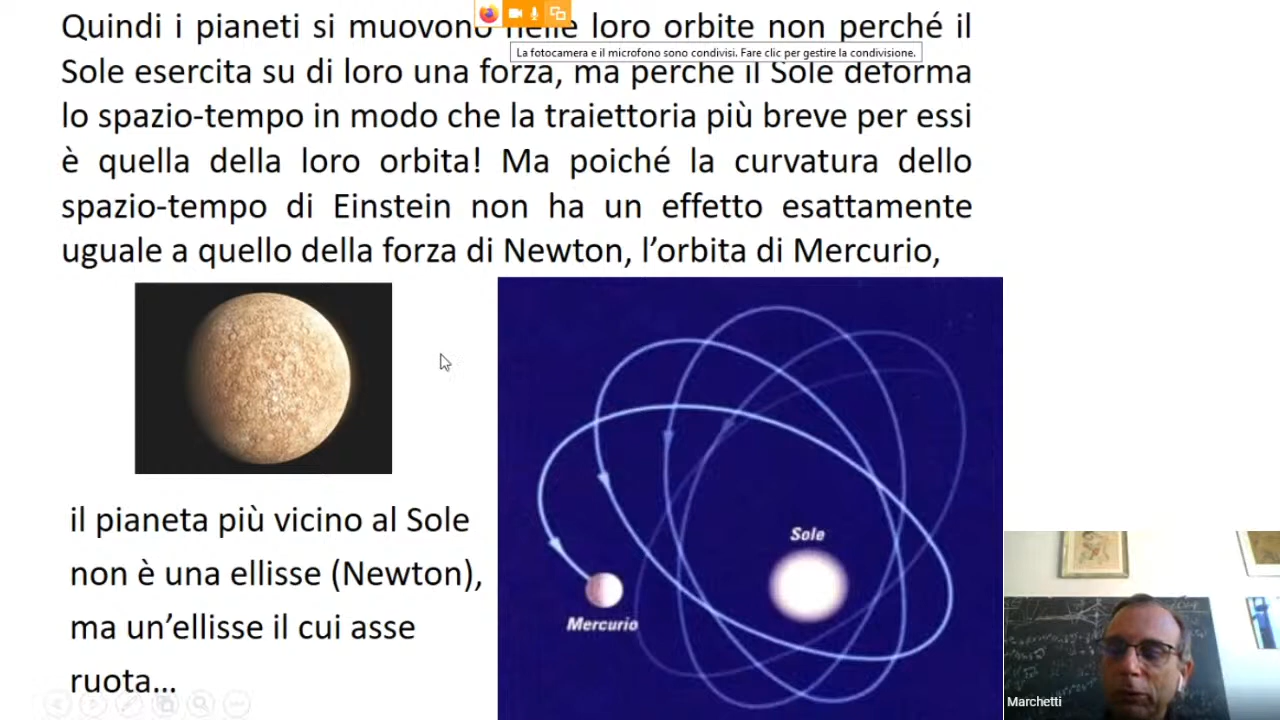 Quindi i pianeti si muovono nelle loro orbite non perché il
La fotocamera e il microfono sono condivisi. Fare clic per gestire la condivisione.
Sole esercita su di loro una forza, ma perché il Sole deforma
lo spazio-tempo in modo che la traiettoria più breve per essi
è quella della loro orbita! Ma poiché la curvatura dello
spazio-tempo di Einstein non ha un effetto esattamente
uguale a quello della forza di Newton, l’orbita di Mercurio,
il pianeta più vicino al Sole
non è una ellisse (Newton),
ma un’ellisse il cui asse
ruota...
Sole
Mercurio
Marchetti